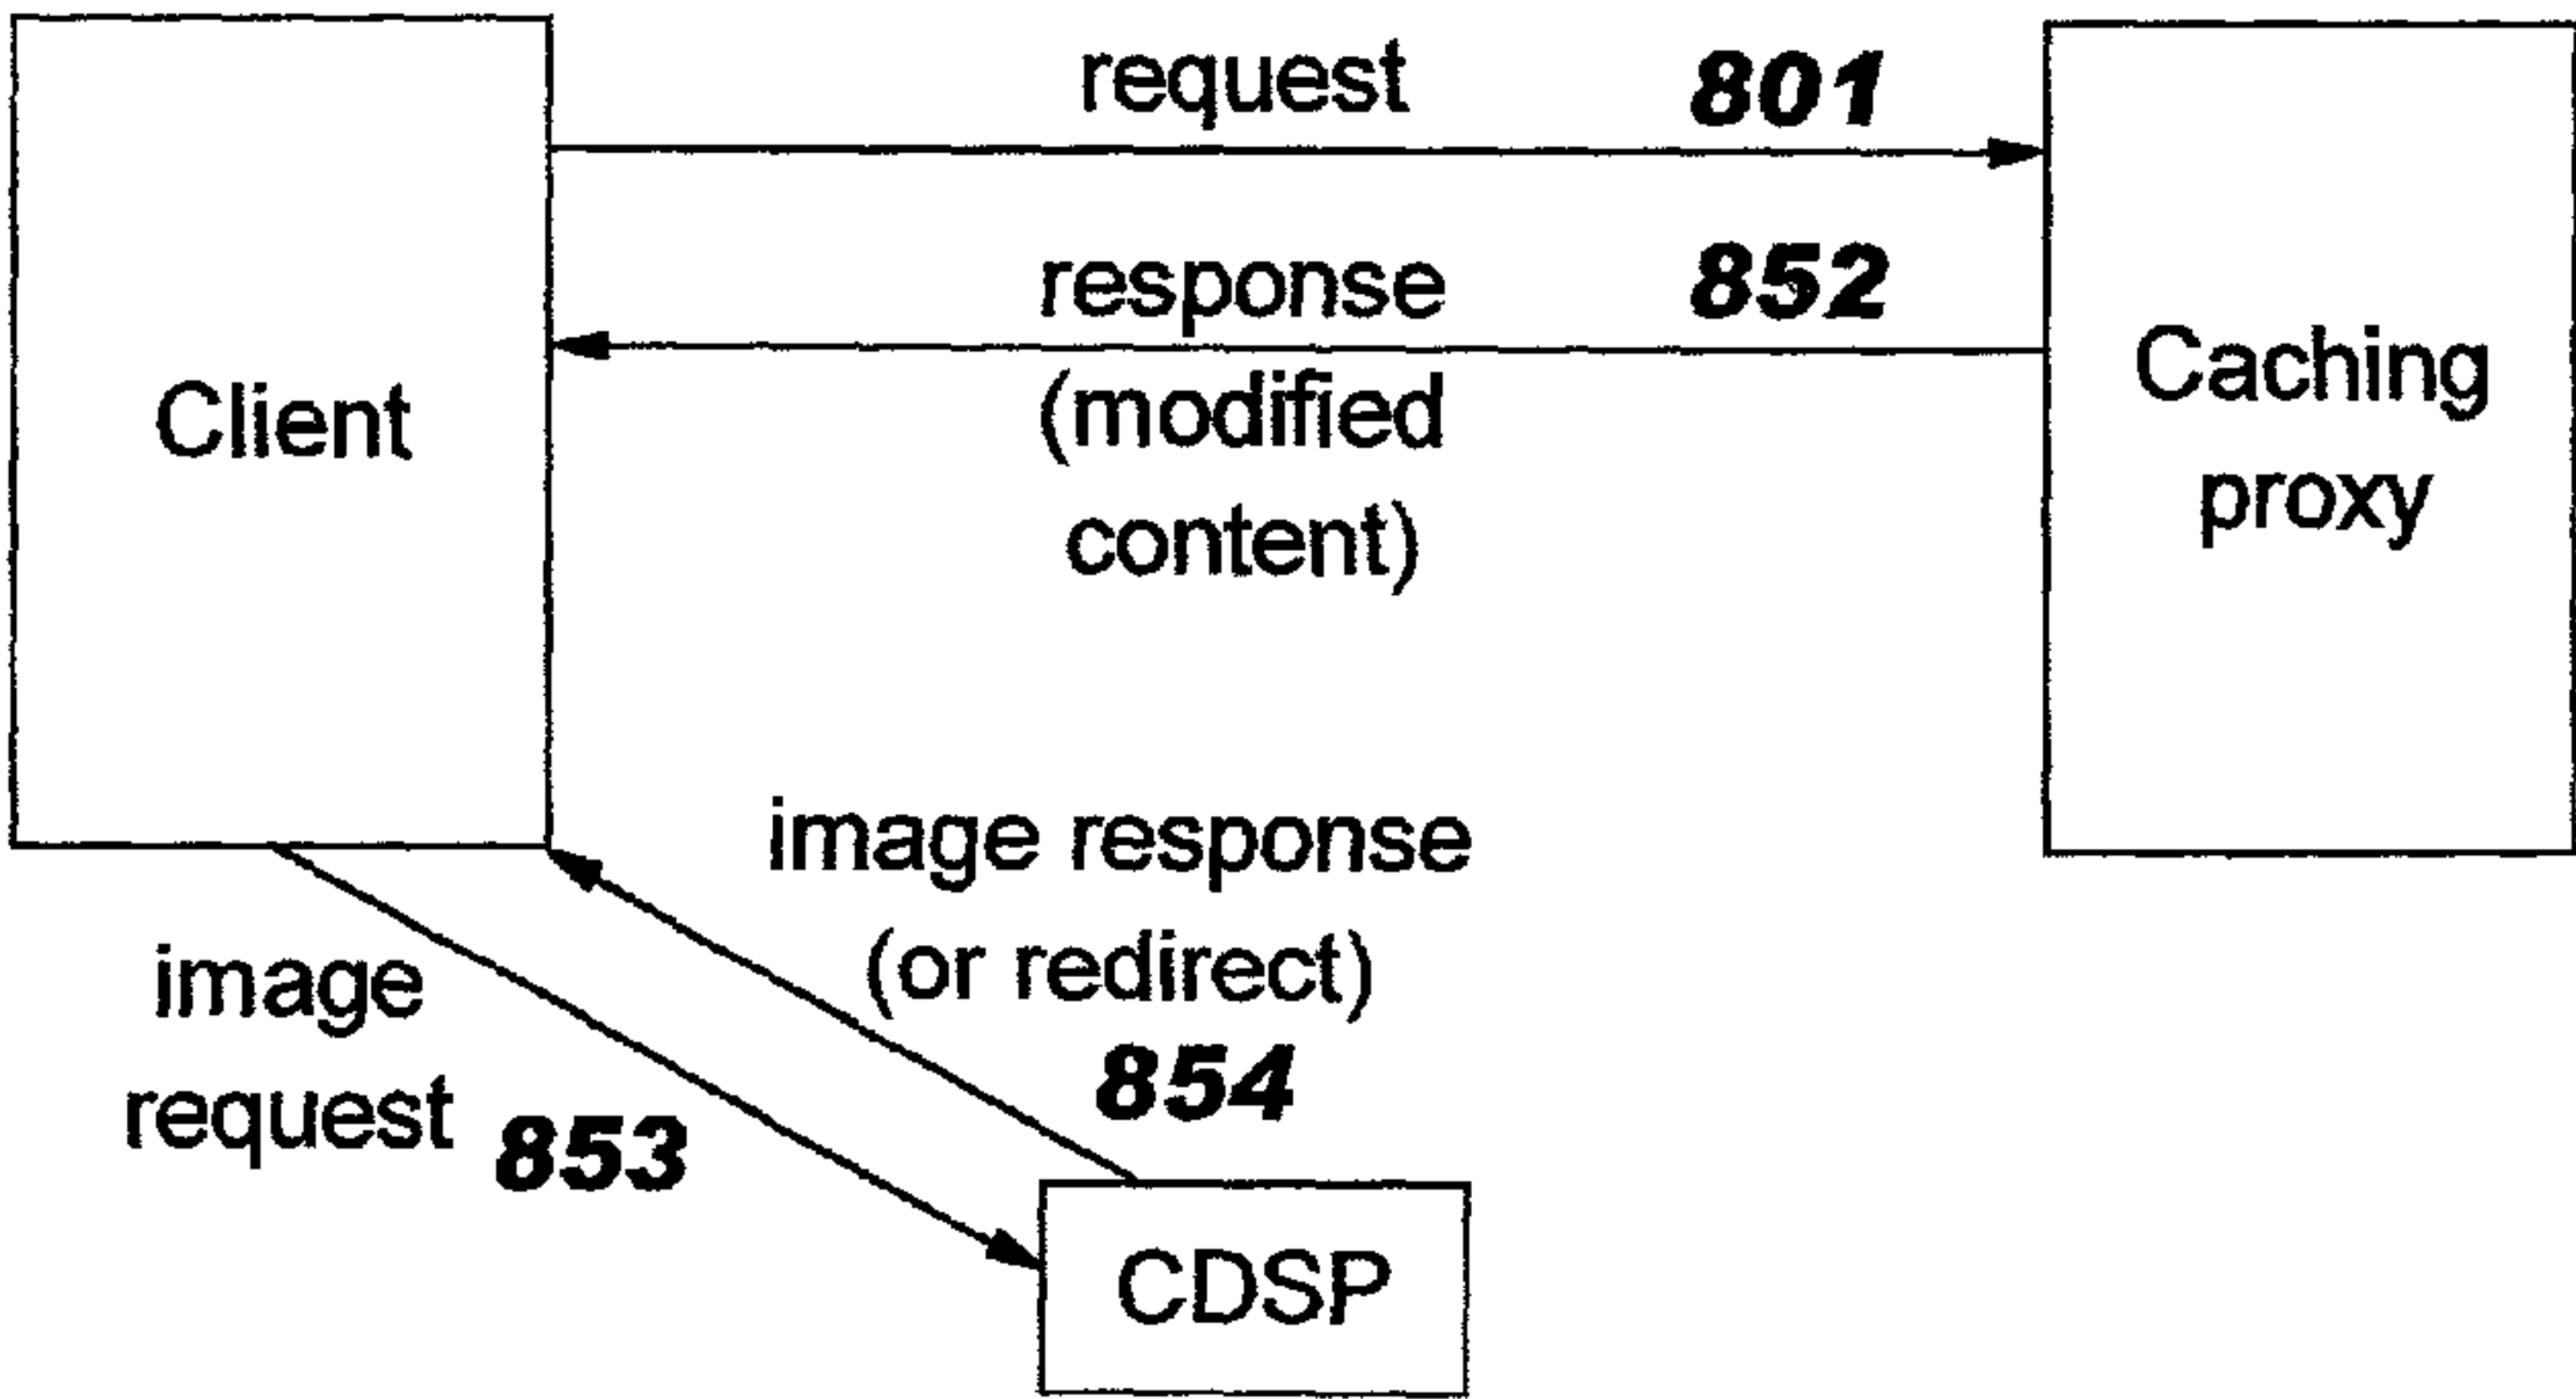 request 801
response 852
(modified
content)
Client
Caching
proxy
image response
(or redirect)
854
image
request 853
CDSP